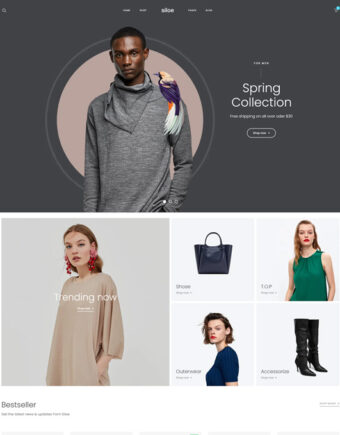 HOME SHOP siloe PAGES BLOG
FOR MEN
Spring
Collection
Free shipping on all over oder $30
Shop now
Trending now
Shop now
Shoes
Shop now
T.O.P
Shop now
Outerwear
Shop now
Accessorize
Shop now
Bestseller
SHOP MORE
Get the latest news & updates from Siloe